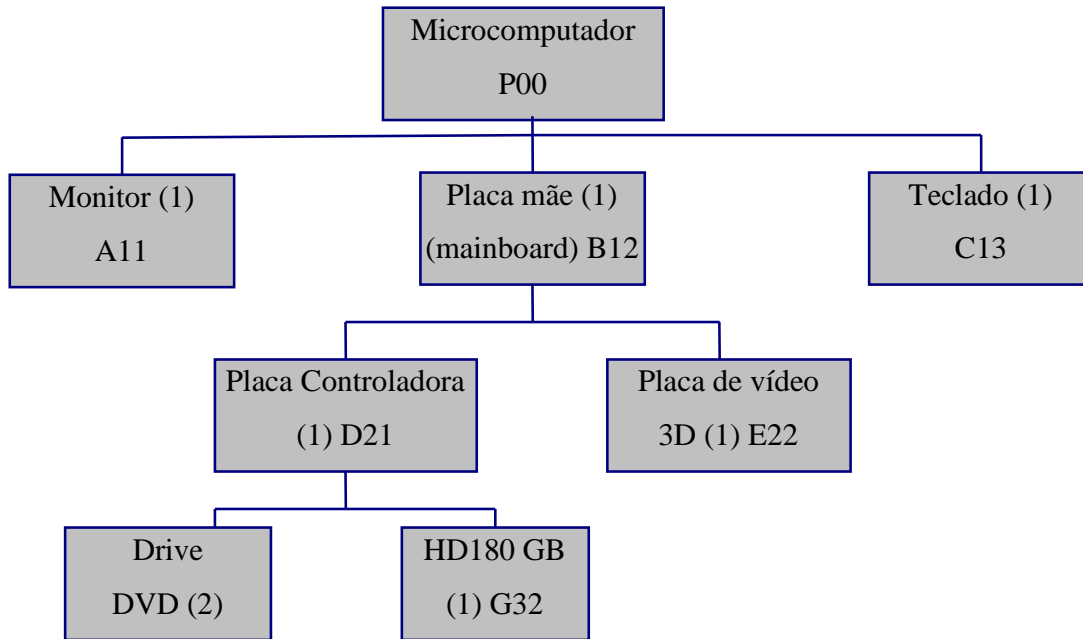 Microcomputador
P00
Monitor (1)
A11
Placa mãe (1)
(mainboard) B12
Teclado (1)
C13
Placa Controladora
(1) D21
Placa de vídeo
3D (1) E22
Drive
DVD (2)
HD180 GB
(1) G32